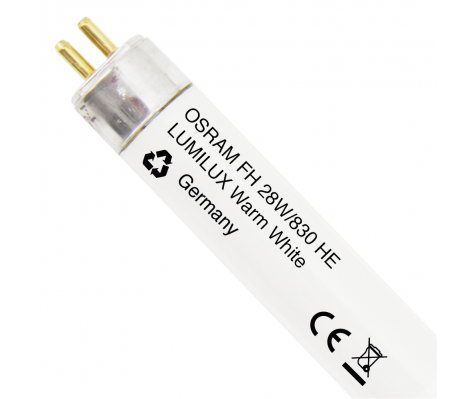 OSRAM FH 28W/830 HE
LUMILUX Warm White
Germany
CE